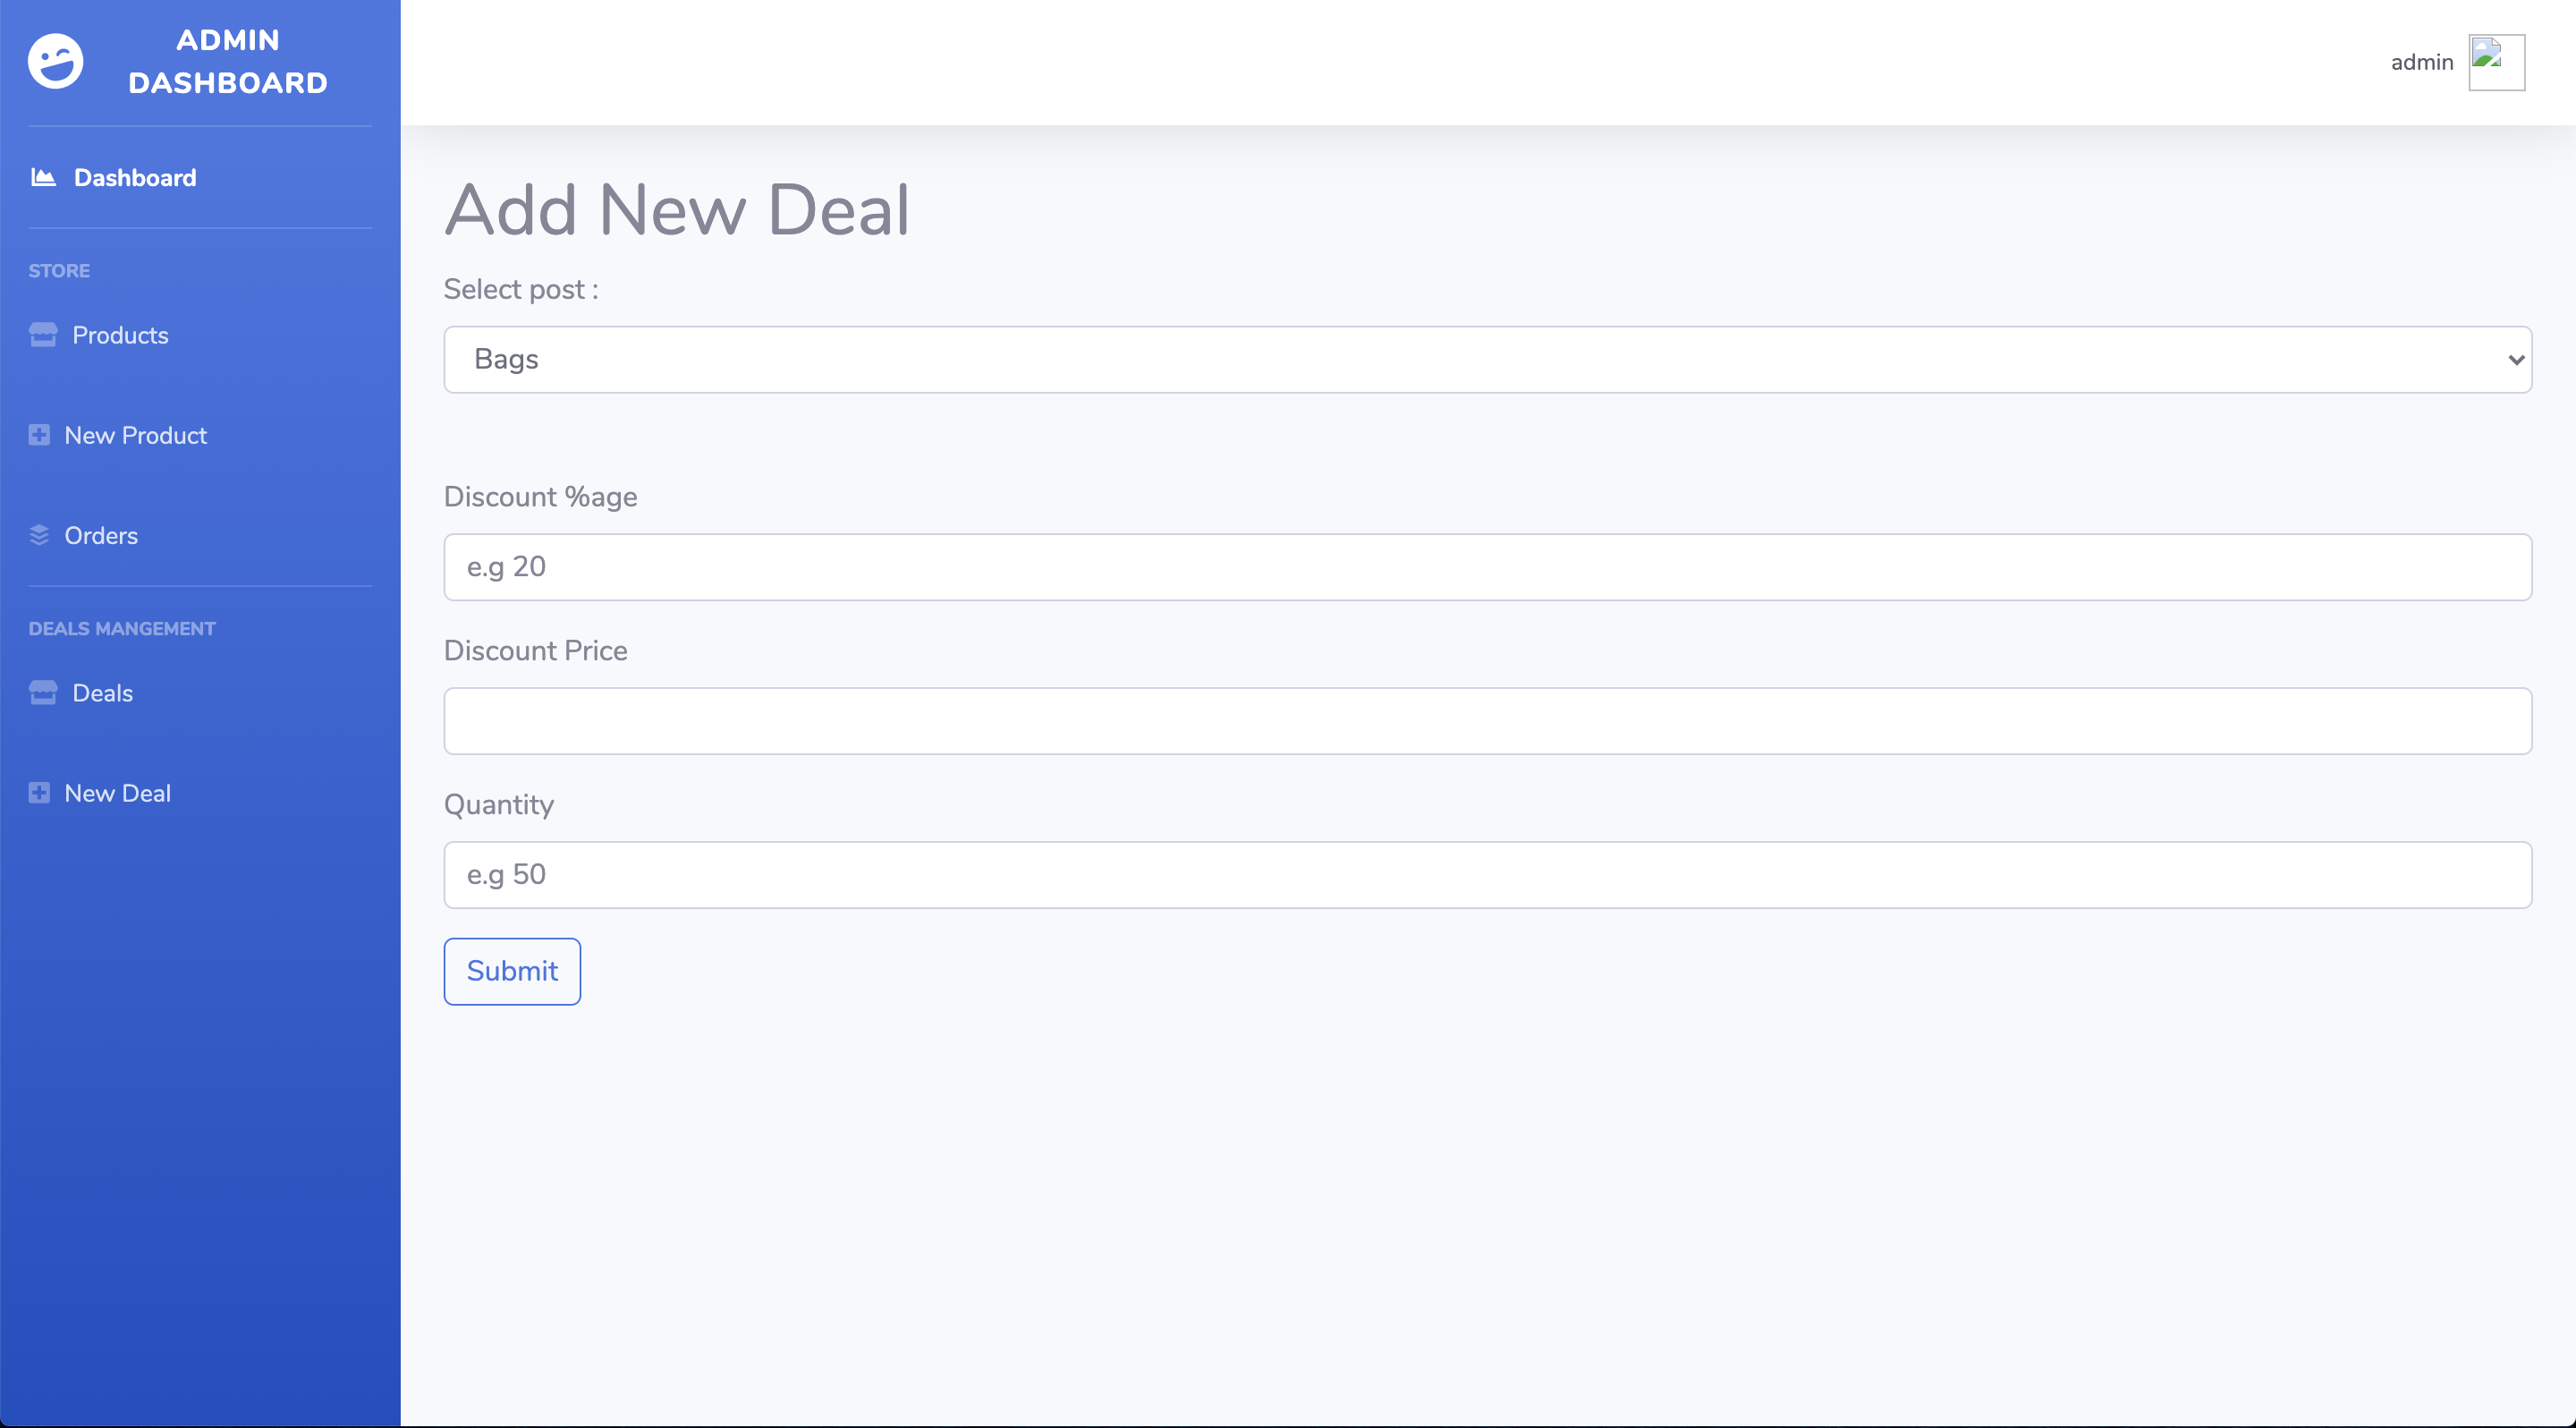 ADMIN
DASHBOARD
admin
Dashboard
STORE
Products
New Product
Orders
DEALS MANGEMENT
Deals
New Deal
Add New Deal
Select post :
Bags
Discount %age
e.g 20
Discount Price
Quantity
e.g 50
Submit